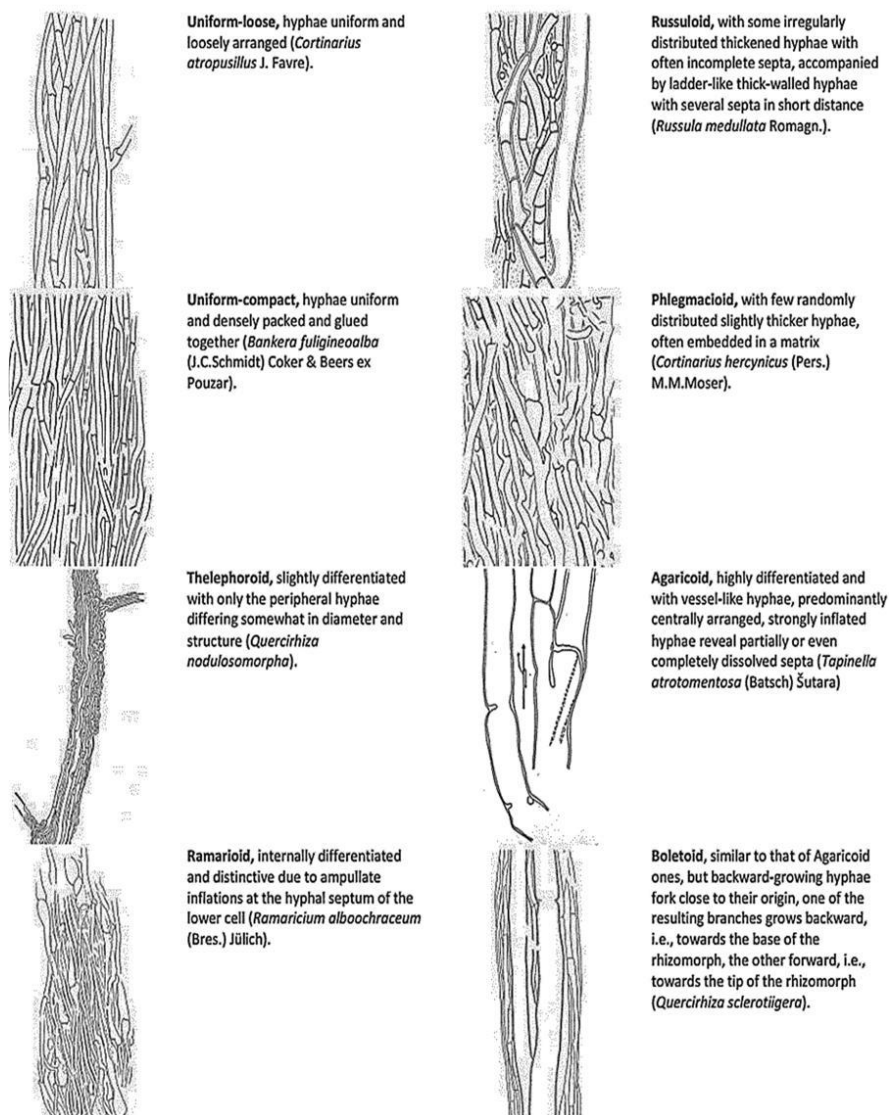 Uniform-loose, hyphae uniform and
loosely arranged (Cortinarius
atropusillus J. Favre).
Russuloid, with some irregularly
distributed thickened hyphae with
often incomplete septa, accompanied
by ladder-like thick-walled hyphae
with several septa in short distance
(Russula medullata Romagn.).
Uniform-compact, hyphae uniform
and densely packed and glued
together (Bankera fuligineoalba
(J.C.Schmidt) Coker & Beers ex
Pouzar).
Phlegmacioid, with few randomly
distributed slightly thicker hyphae,
often embedded in a matrix
(Cortinarius hercynicus (Pers.)
M.M.Moser).
Thelephoroid, slightly differentiated
with only the peripheral hyphae
differing somewhat in diameter and
structure (Quercirhiza
nodulosomorpha).
Agaricoid, highly differentiated and
with vessel-like hyphae, predominantly
centrally arranged, strongly inflated
hyphae reveal partially or even
completely dissolved septa (Tapinella
atrotomentosa (Batsch) Šutara)
Ramarioid, internally differentiated
and distinctive due to ampullate
inflations at the hyphal septum of the
lower cell (Ramaricium alboochraceum
(Bres.) Jülich).
Boletoid, similar to that of Agaricoid
ones, but backward-growing hyphae
fork close to their origin, one of the
resulting branches grows backward,
i.e., towards the base of the
rhizomorph, the other forward, i.e.,
towards the tip of the rhizomorph
(Quercirhiza sclerotiigera).